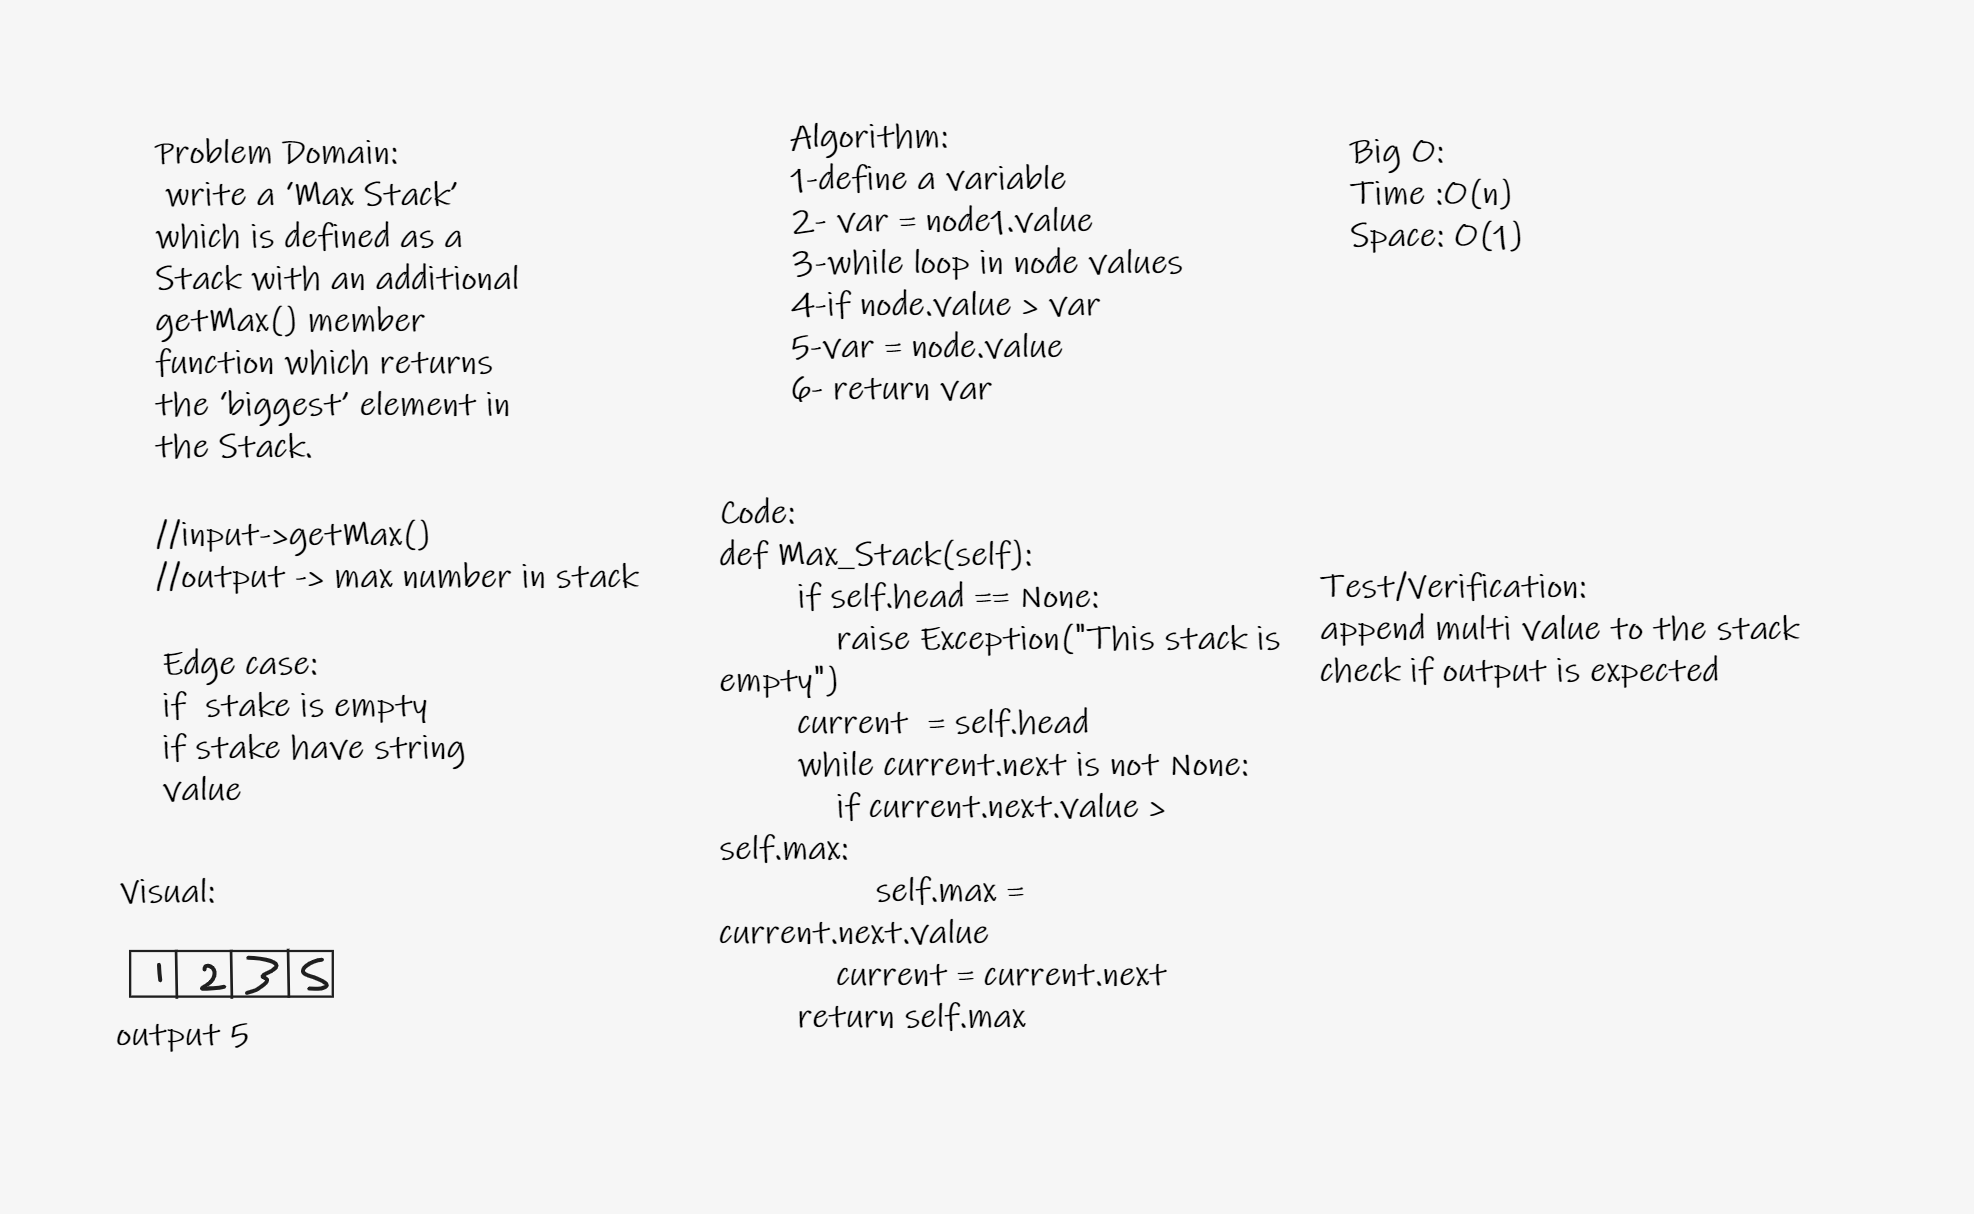 Problem Domain:
write a 'Max Stack'
which is defined as a
Stack with an additional
getMax() member
function which returns
the 'biggest' element in
the Stack.
//input->getMax()
//output -> max number in stack
Edge case:
if stake is empty
if stake have string
value
Visual:
1 2 3 5
output 5
Algorithm:
1-define a variable
2- var = node1.value
3-while loop in node values
4-if node.value > var
5-var = node.value
6- return var
Code:
def Max_Stack(self):
if self.head == None:
raise Exception("This stack is
empty")
current = self.head
while current.next is not None:
if current.next.value >
self.max:
self.max =
current.next.value
current = current.next
return self.max
Big O:
Time :O(n)
Space: O(1)
Test/Verification:
append multi value to the stack
check if output is expected